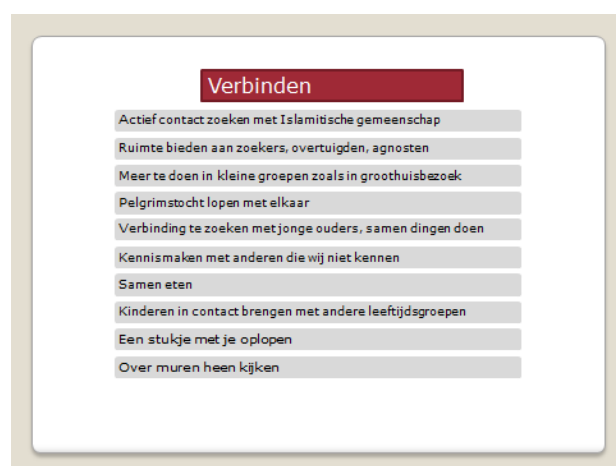 Verbinden
Actief contact zoeken met Islamitische gemeenschap
Ruimte bieden aan zoekers, overtuigden, agnosten
Meer te doen in kleine groepen zoals in groothuisbezoek
Pelgrimstocht lopen met elkaar
Verbinding te zoeken met jonge ouders, samen dingen doen
Kennismaken met anderen die wij niet kennen
Samen eten
Kinderen in contact brengen met andere leeftijdsgroepen
Een stukje met je oplopen
Over muren heen kijken